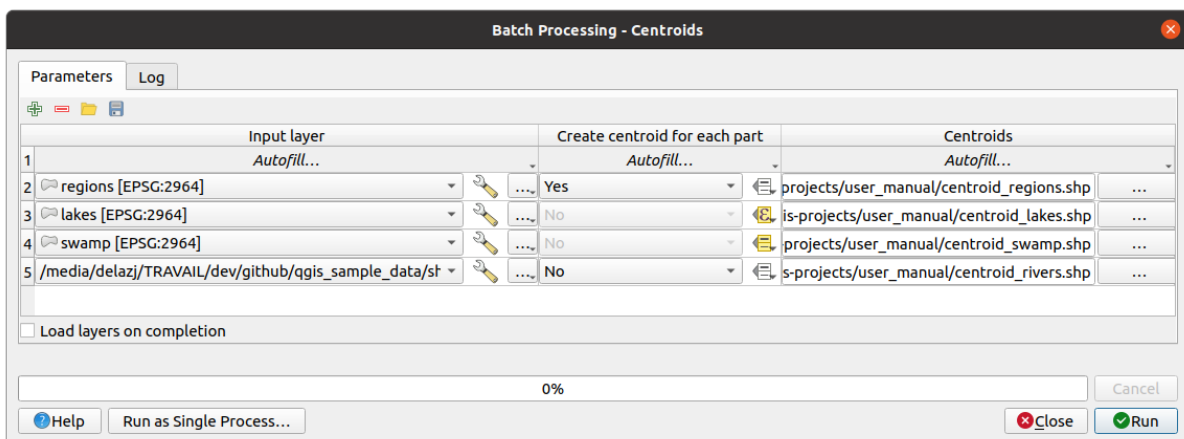 Batch Processing - Centroids
Parameters Log
Input layer Create centroid for each part Centroids
1 Autofill... Autofill... Autofill...
2 regions [EPSG:2964] ... Yes projects/user_manual/centroid_regions.shp ...
3 lakes [EPSG:2964] ... No ε is-projects/user_manual/centroid_lakes.shp ...
4 swamp [EPSG:2964] ... No projects/user_manual/centroid_swamp.shp ...
5 /media/delazj/TRAVAIL/dev/github/qgis_sample_data/sh ... No s-projects/user_manual/centroid_rivers.shp ...
Load layers on completion
0% Cancel
Help Run as Single Process... Close Run